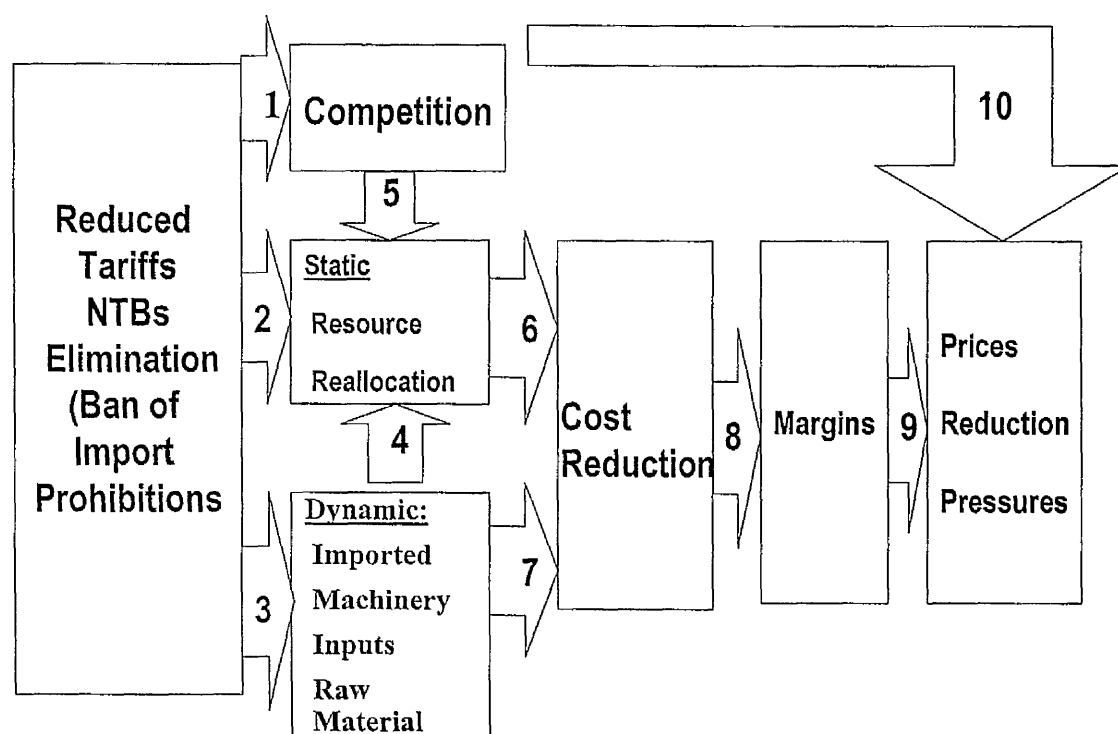 Reduced
Tariffs
NTBs
Elimination
(Ban of
Import
Prohibitions
1
Competition
5
2
Static
Resource
Reallocation
4
3
Dynamic:
Imported
Machinery
Inputs
Raw
Material
6
7
Cost
Reduction
8
Margins
9
10
Prices
Reduction
Pressures